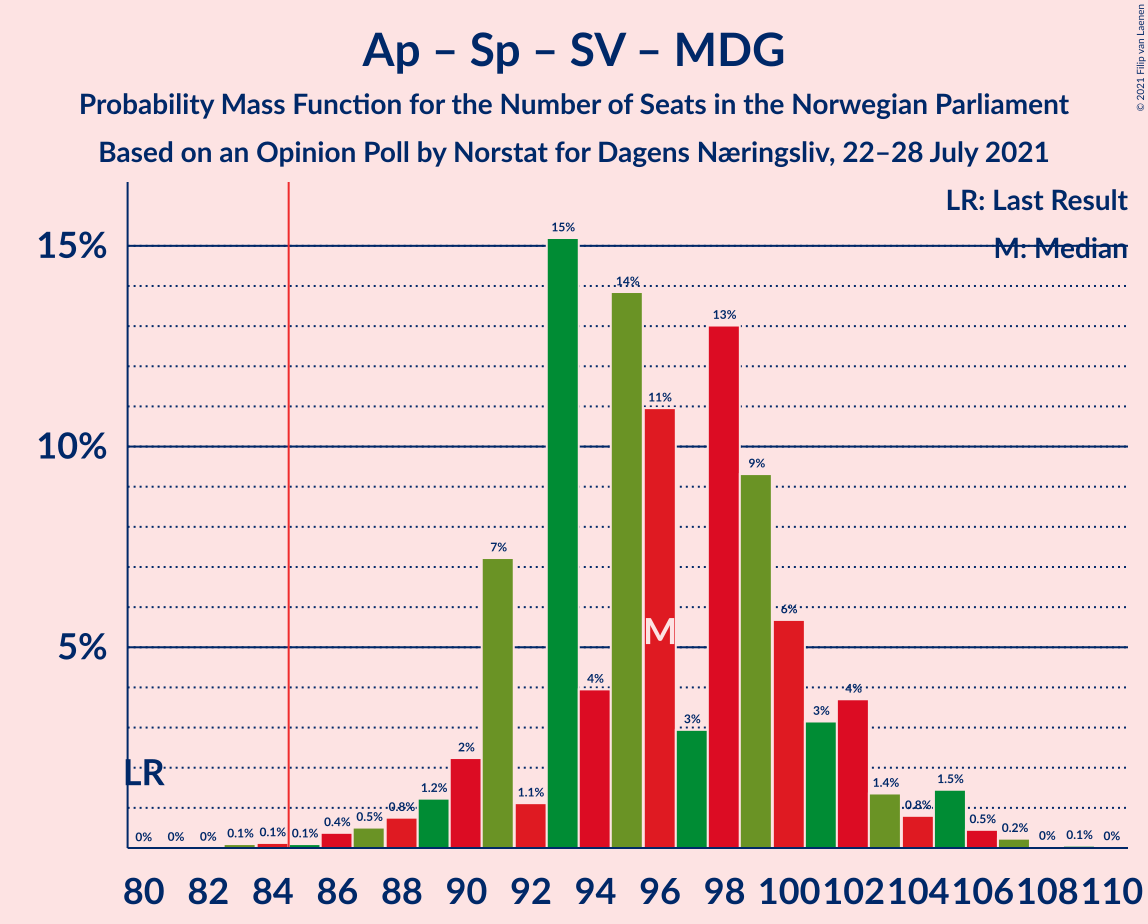 Ap – Sp – SV – MDG
Probability Mass Function for the Number of Seats in the Norwegian Parliament
Based on an Opinion Poll by Norstat for Dagens Næringsliv, 22–28 July 2021
© 2021 Filip van Laenen
LR: Last Result
M: Median
15%
10%
5%
15%
14%
13%
11%
9%
7%
6%
4%
4%
3%
3%
2%
1.5%
1.4%
1.2%
1.1%
0.8%
0.8%
0.5%
0.5%
0.4%
0.2%
0% 0% 0% 0.1% 0.1% 0.1%
0% 0.1% 0%
M
LR
80 82 84 86 88 90 92 94 96 98 100 102 104 106 108 110